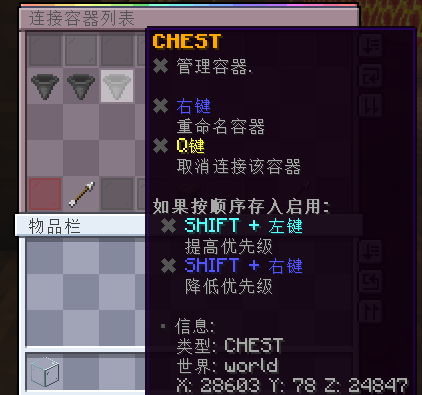 连接容器列表
CHEST
✖ 管理容器.
右键
重命名容器
✖ Q键
取消连接该容器
如果按顺序存入启用:
✖ SHIFT + 左键
提高优先级
✖ SHIFT + 右键
降低优先级
物品栏
▪ 信息:
类型: CHEST
世界: world
X: 28603 Y: 78 Z: 24847